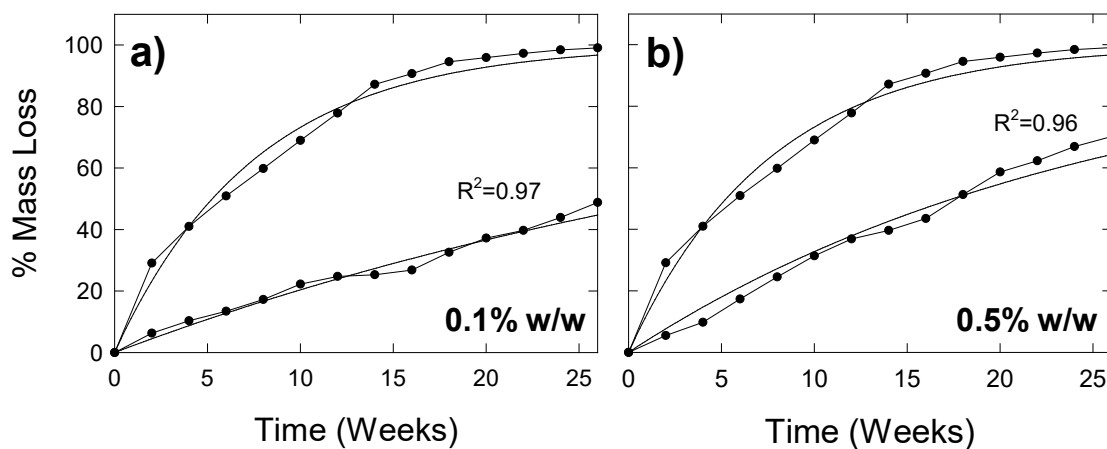 a)
b)
% Mass Loss
100
80
60
40
20
0
R²=0.97
R²=0.96
0.1% w/w
0.5% w/w
0 5 10 15 20 25
0 5 10 15 20 25
Time (Weeks)
Time (Weeks)